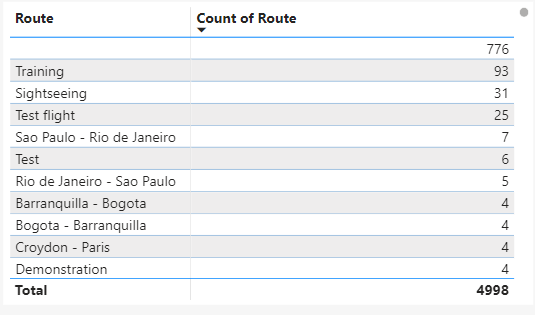 Route Count of Route
776
Training 93
Sightseeing 31
Test flight 25
Sao Paulo - Rio de Janeiro 7
Test 6
Rio de Janeiro - Sao Paulo 5
Barranquilla - Bogota 4
Bogota - Barranquilla 4
Croydon - Paris 4
Demonstration 4
Total 4998